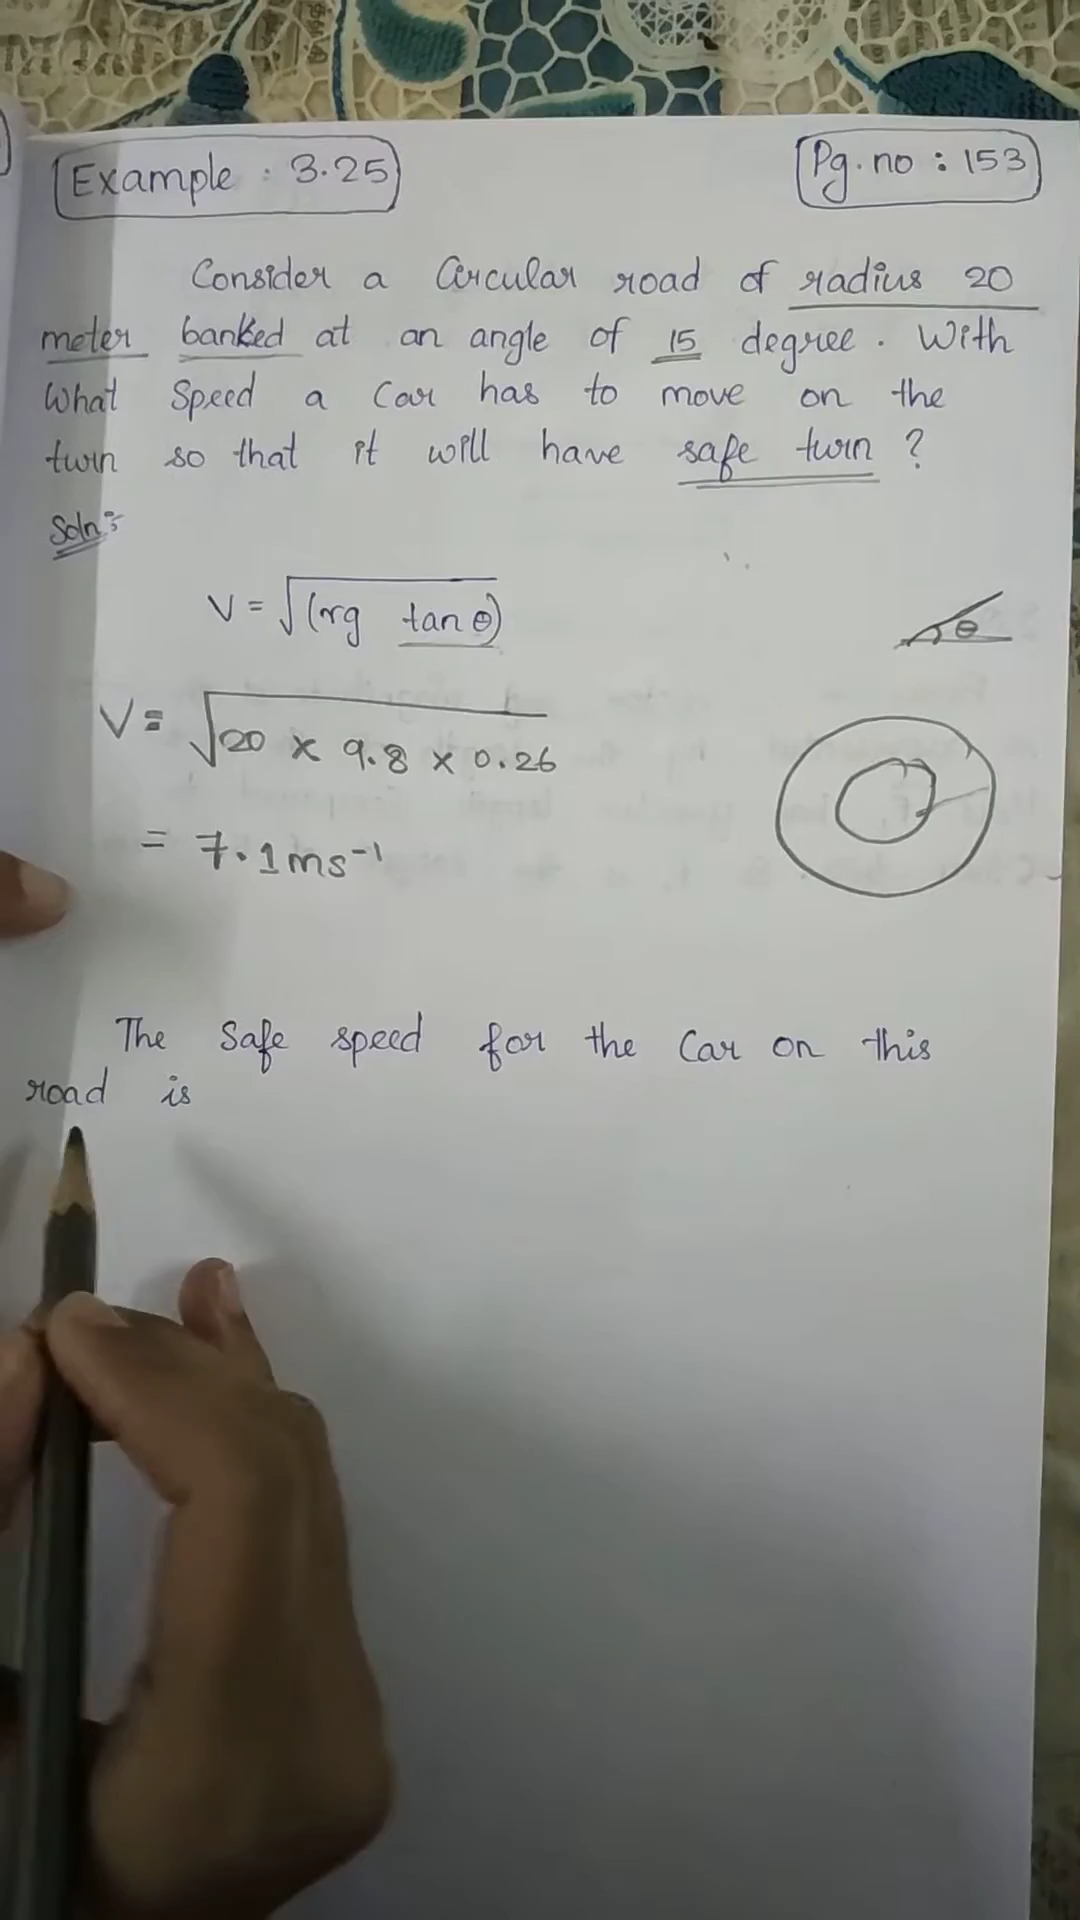 Example : 3.25
Pg. no : 153
Consider a Circular road of radius 20
meter banked at an angle of 15 degree. With
what speed a Car has to move on the
turn so that it will have safe turn ?
Soln:
V = √(rg tan θ)
θ
V = √20 × 9.8 × 0.26
= 7.1ms⁻¹
The Safe speed for the Car on this
road is